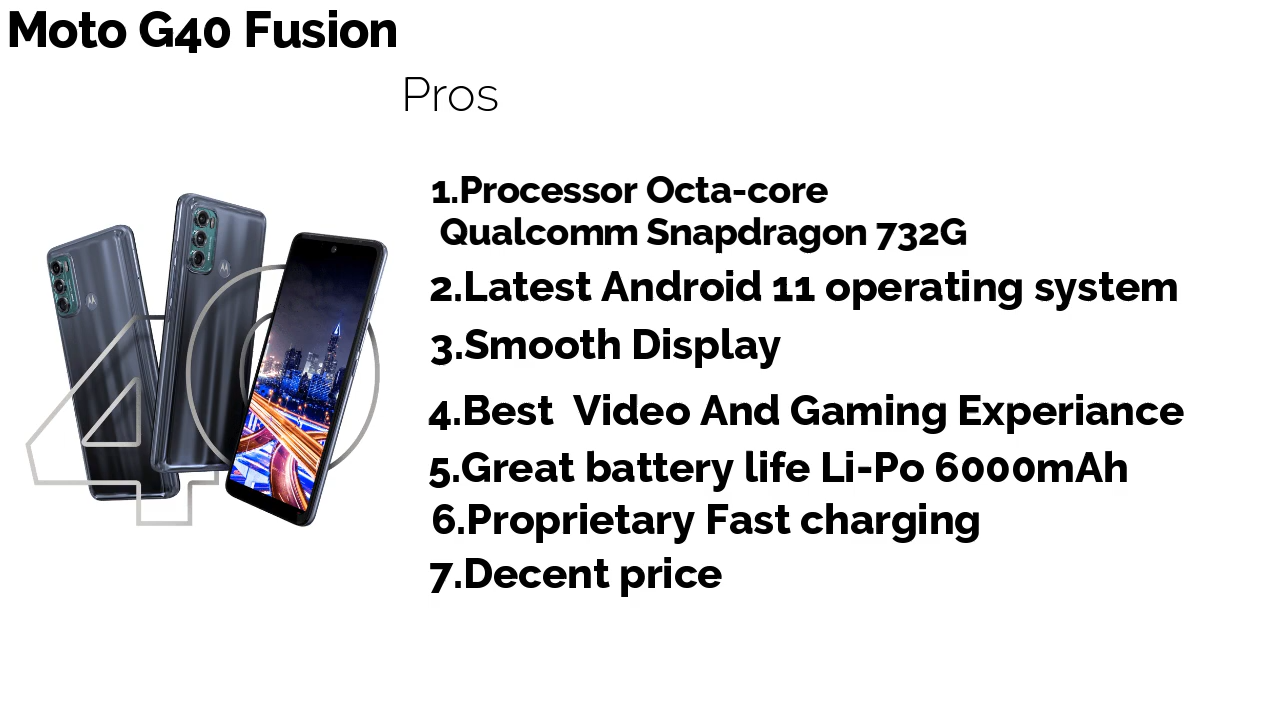 Moto G40 Fusion
Pros
1.Processor Octa-core
Qualcomm Snapdragon 732G
2.Latest Android 11 operating system
3.Smooth Display
4.Best  Video And Gaming Experiance
5.Great battery life Li-Po 6000mAh
6.Proprietary Fast charging
7.Decent price
40